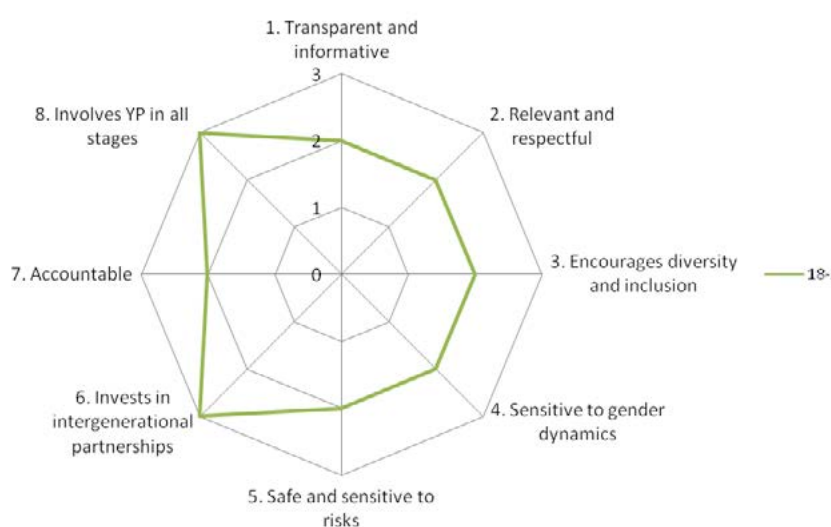 1. Transparent and
informative
3
2
1
0
2. Relevant and
respectful
3. Encourages diversity
and inclusion
4. Sensitive to gender
dynamics
5. Safe and sensitive to
risks
6. Invests in
intergenerational
partnerships
7. Accountable
8. Involves YP in all
stages
18-